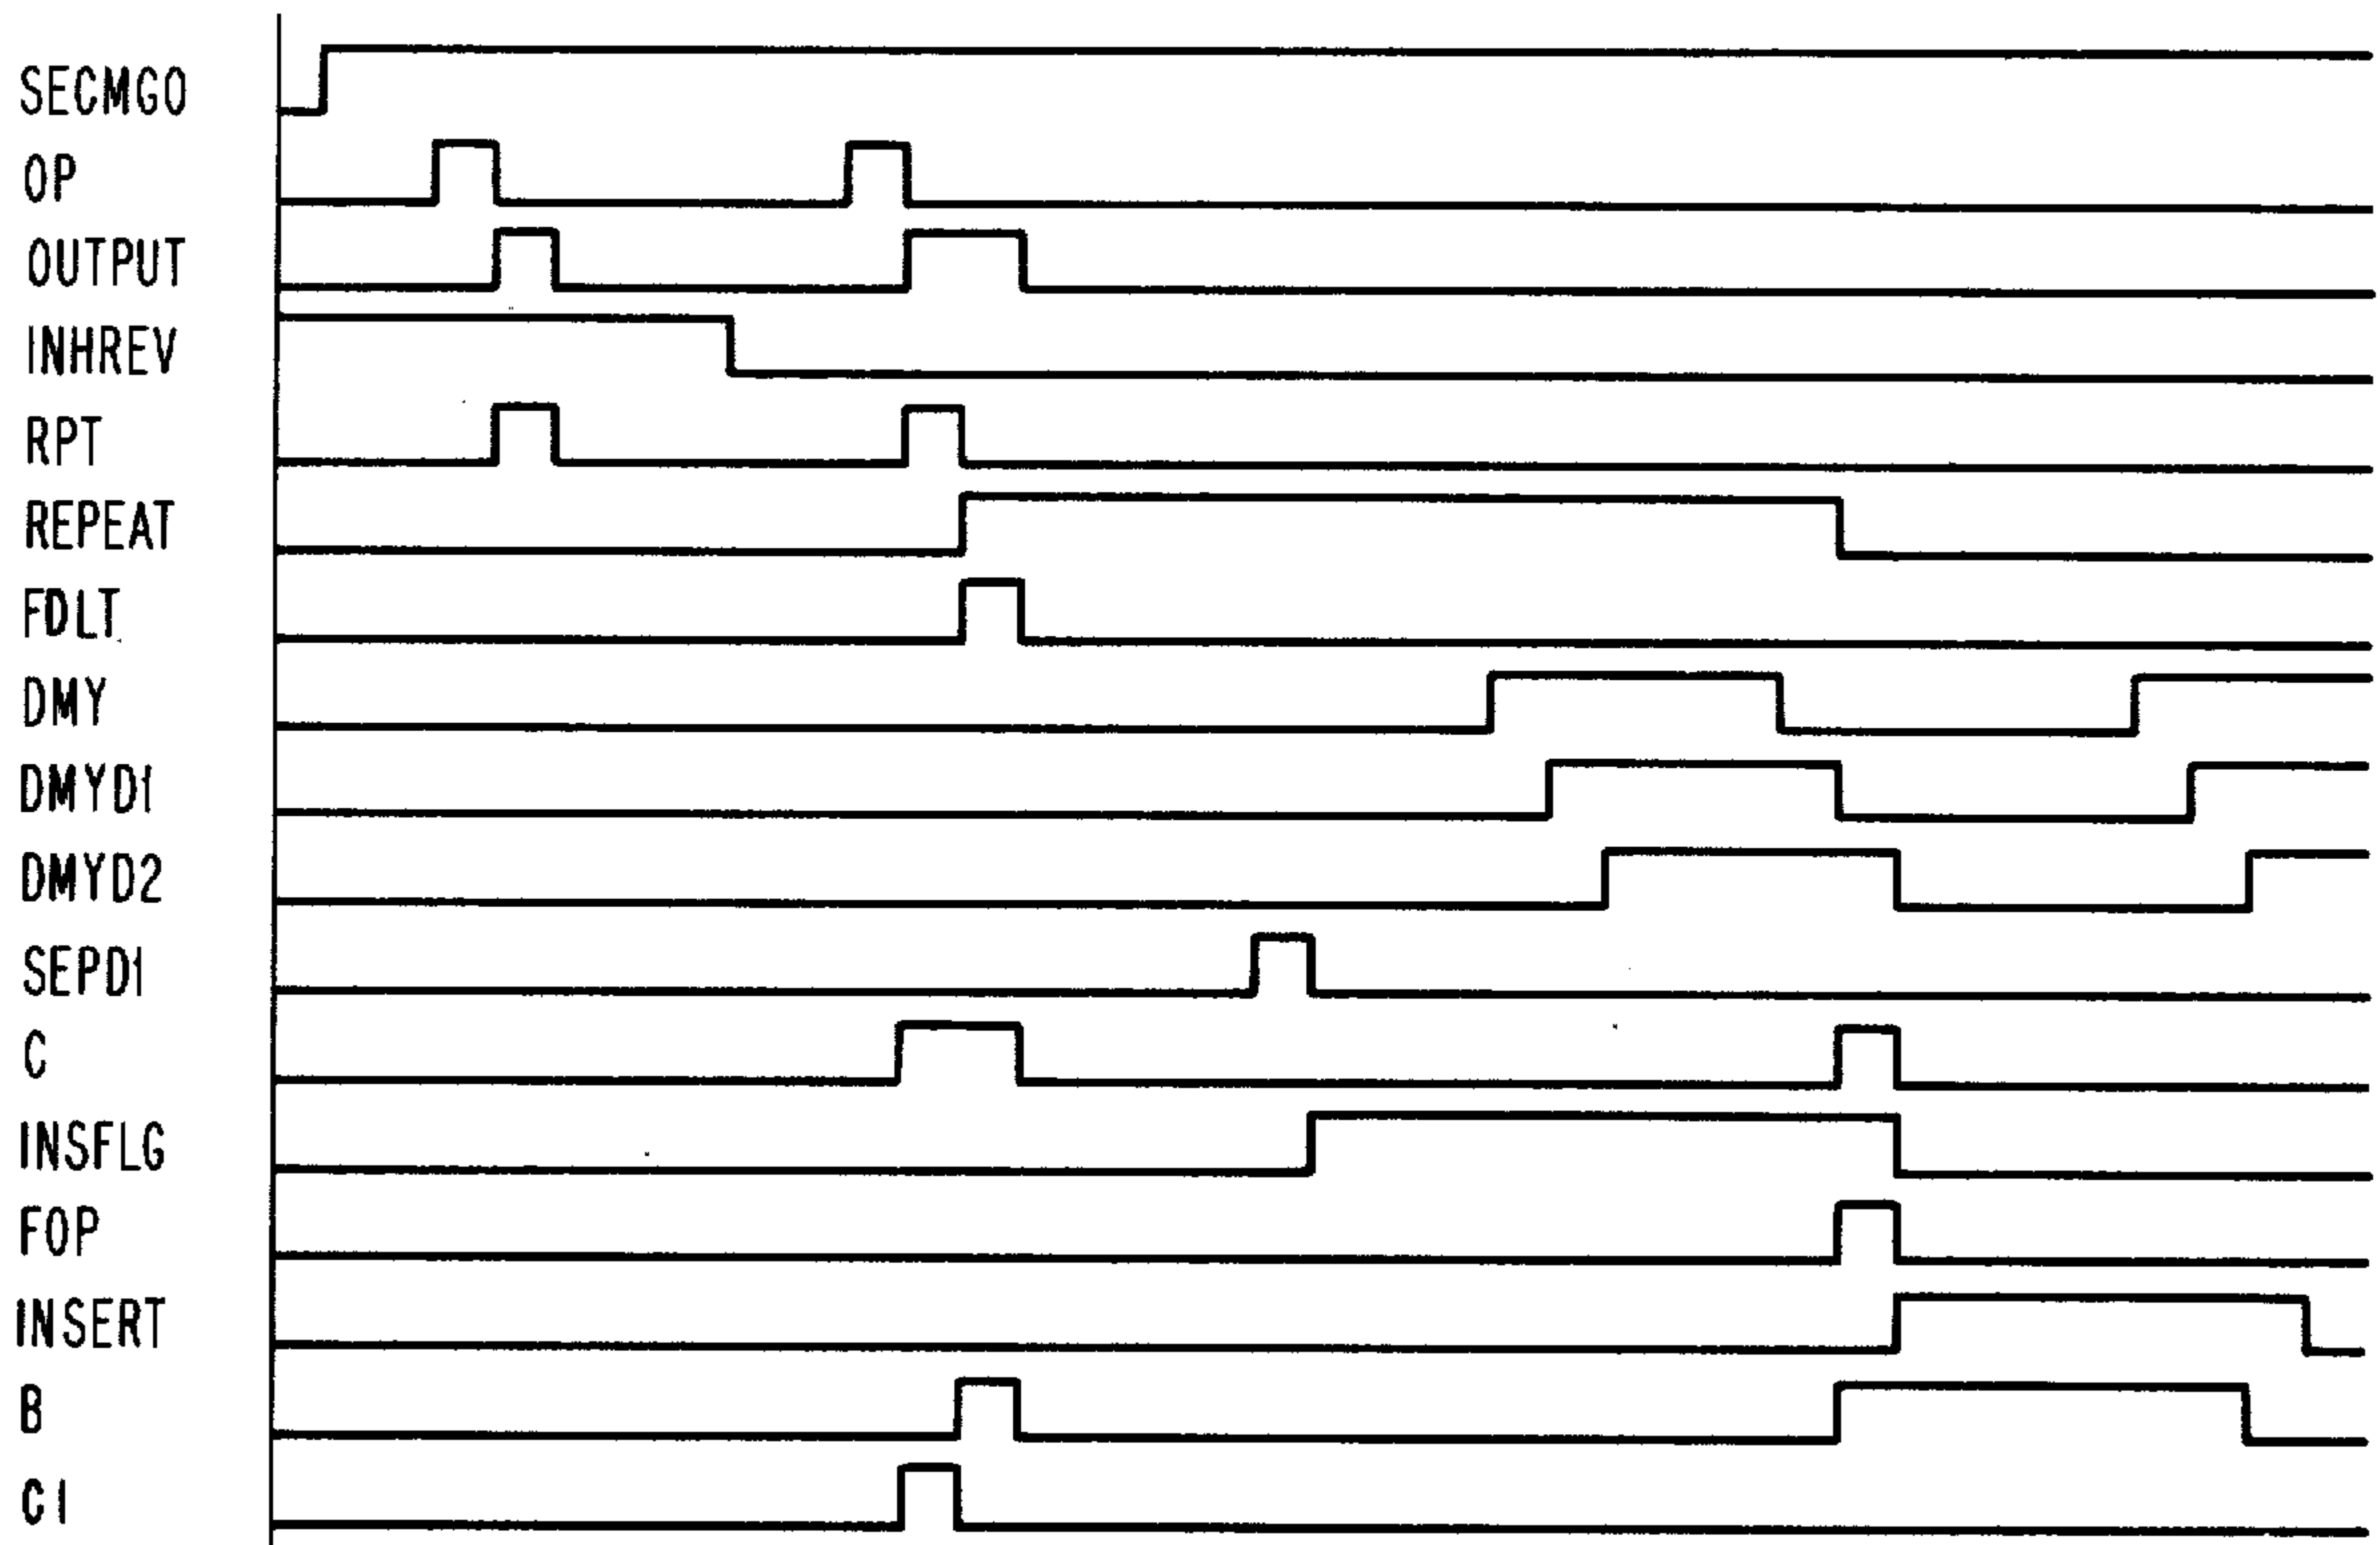 SECMGO
OP
OUTPUT
INHREV
RPT
REPEAT
FDLT
DMY
DMYD1
DMYD2
SEPD1
C
INSFLG
FOP
INSERT
B
C1